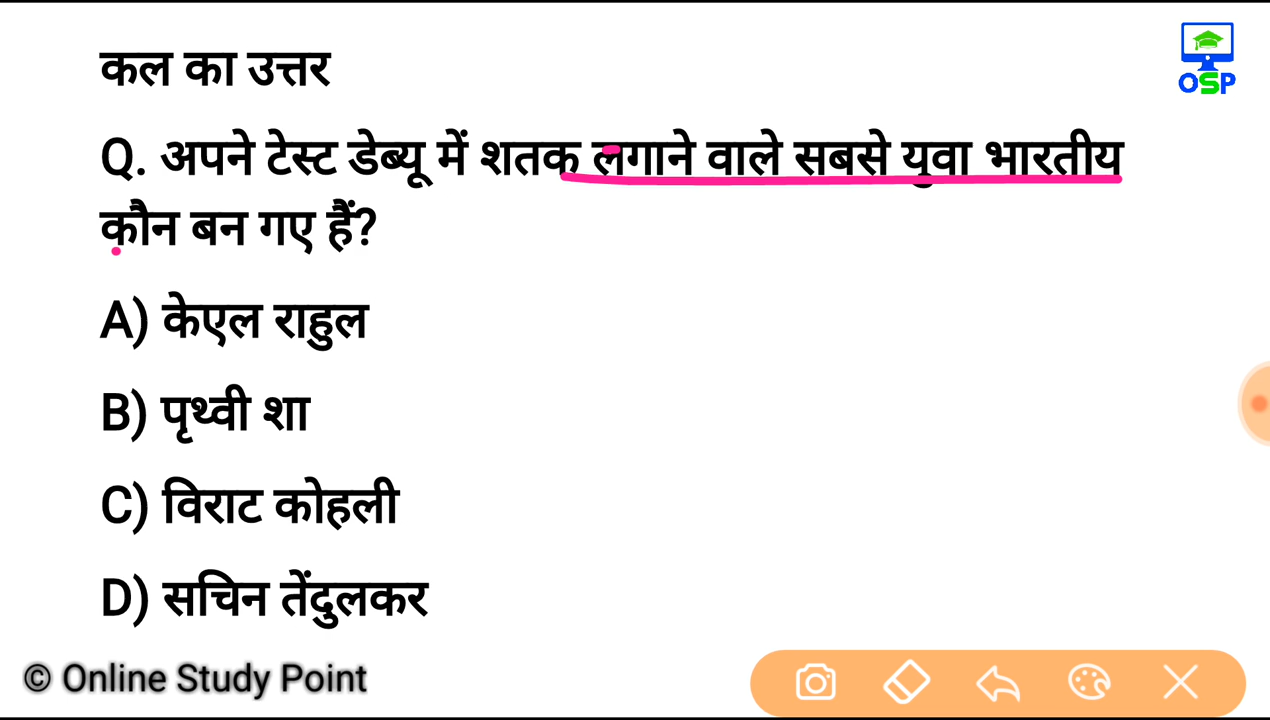 कल का उत्तर
OSP
Q. अपने टेस्ट डेब्यू में शतक लगाने वाले सबसे युवा भारतीय
कौन बन गए हैं?
A) केएल राहुल
B) पृथ्वी शा
C) विराट कोहली
D) सचिन तेंदुलकर
© Online Study Point